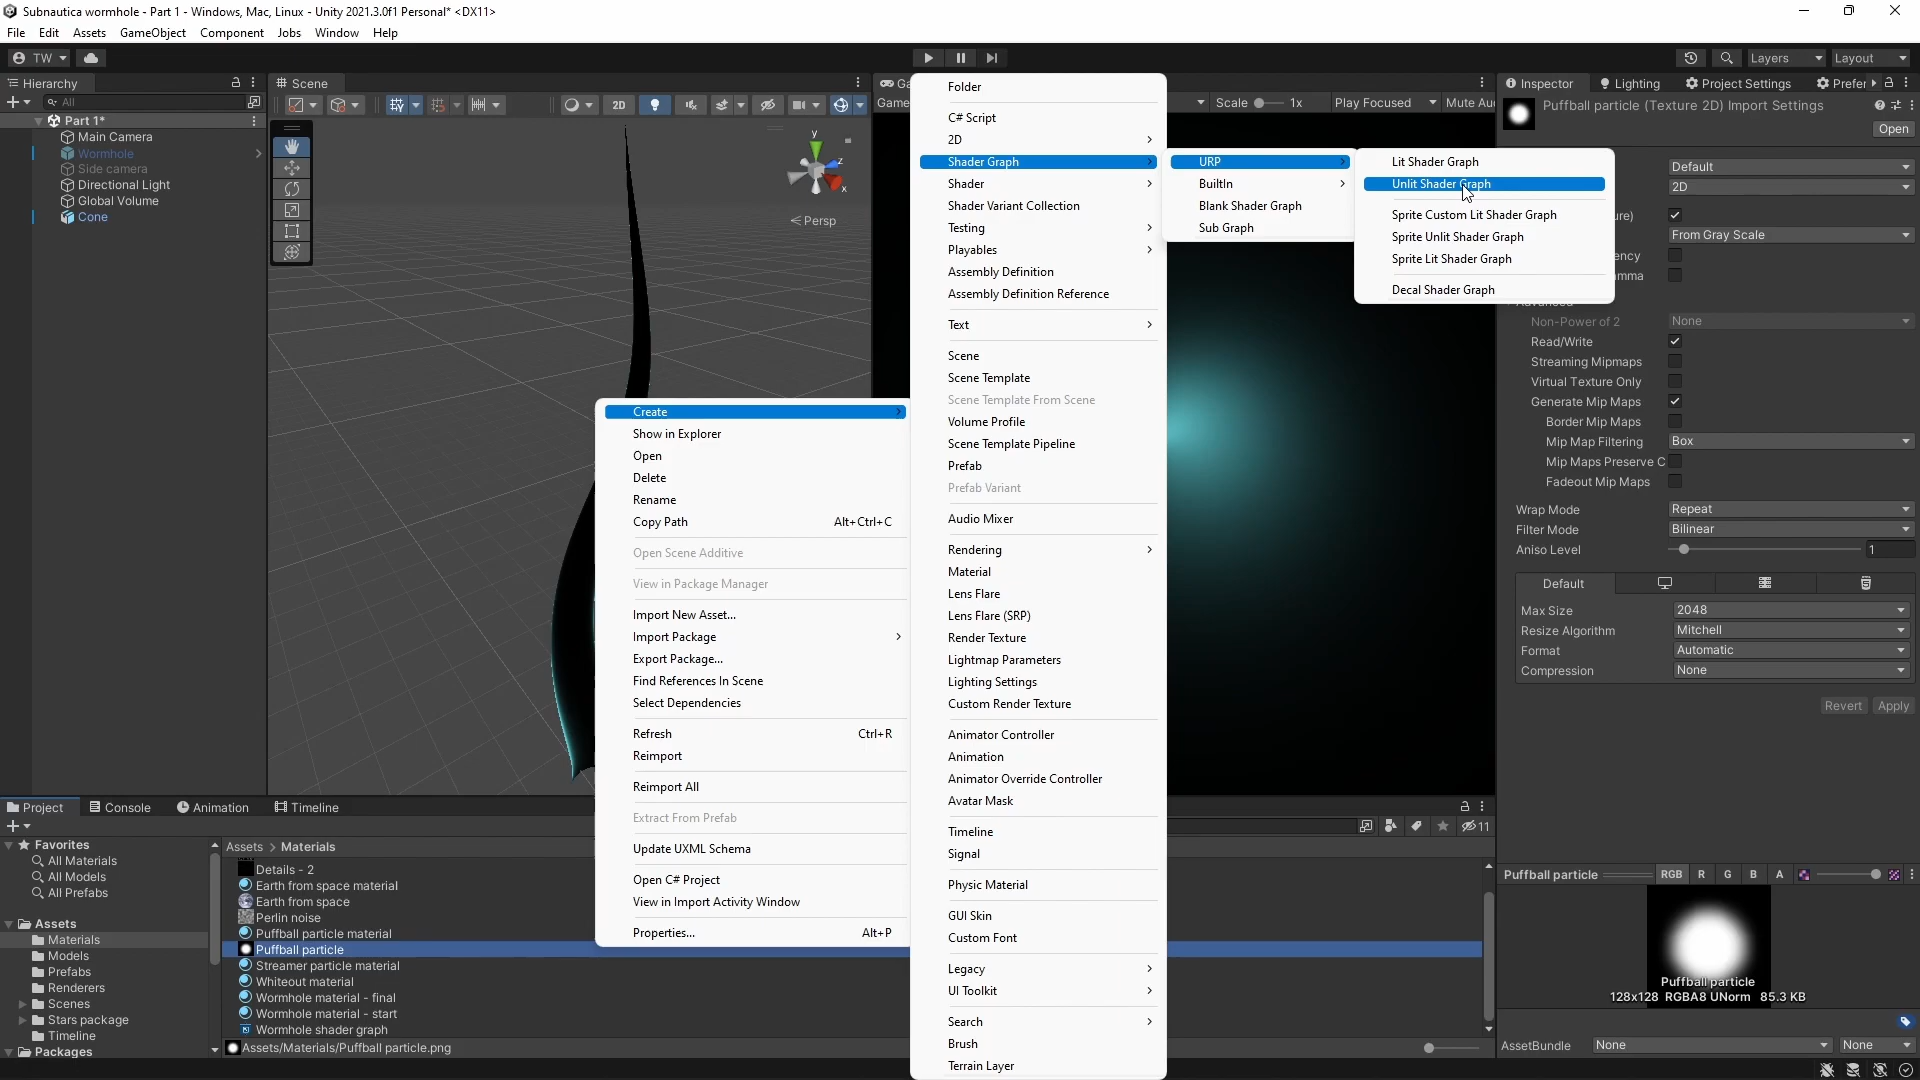 Subnautica wormhole - Part 1 - Windows, Mac, Linux - Unity 2021.3.0f1 Personal* <DX11>
File Edit Assets GameObject Component Jobs Window Help
TW Layers Layout
Hierarchy
All
Part 1*
Main Camera
Wormhole
Side camera
Directional Light
Global Volume
Cone
Scene
2D
y
z
x
Persp
Game
Scale 1x Play Focused Mute Au
Create
Show in Explorer
Open
Delete
Rename
Copy Path Alt+Ctrl+C
Open Scene Additive
View in Package Manager
Import New Asset...
Import Package
Export Package...
Find References In Scene
Select Dependencies
Refresh Ctrl+R
Reimport
Reimport All
Extract From Prefab
Update UXML Schema
Open C# Project
View in Import Activity Window
Properties... Alt+P
Folder
C# Script
2D
Shader Graph
Shader
Shader Variant Collection
Testing
Playables
Assembly Definition
Assembly Definition Reference
Text
Scene
Scene Template
Scene Template From Scene
Volume Profile
Scene Template Pipeline
Prefab
Prefab Variant
Audio Mixer
Rendering
Material
Lens Flare
Lens Flare (SRP)
Render Texture
Lightmap Parameters
Lighting Settings
Custom Render Texture
Animator Controller
Animation
Animator Override Controller
Avatar Mask
Timeline
Signal
Physic Material
GUI Skin
Custom Font
Legacy
UI Toolkit
Search
Brush
Terrain Layer
URP
BuiltIn
Blank Shader Graph
Sub Graph
Lit Shader Graph
Unlit Shader Graph
Sprite Custom Lit Shader Graph
Sprite Unlit Shader Graph
Sprite Lit Shader Graph
Decal Shader Graph
Inspector Lighting Project Settings Prefer
Puffball particle (Texture 2D) Import Settings
Open
Default
2D
ure)
From Gray Scale
ency
mma
Non-Power of 2 None
Read/Write
Streaming Mipmaps
Virtual Texture Only
Generate Mip Maps
Border Mip Maps
Mip Map Filtering Box
Mip Maps Preserve C
Fadeout Mip Maps
Wrap Mode Repeat
Filter Mode Bilinear
Aniso Level 1
Default
Max Size 2048
Resize Algorithm Mitchell
Format Automatic
Compression None
Revert Apply
Puffball particle RGB R G B A
Puffball particle
128x128 RGBA8 UNorm 85.3 KB
AssetBundle None None
Project Console Animation Timeline
11
Favorites
All Materials
All Models
All Prefabs
Assets
Materials
Models
Prefabs
Renderers
Scenes
Stars package
Timeline
Packages
Assets > Materials
Details - 2
Earth from space material
Earth from space
Perlin noise
Puffball particle material
Puffball particle
Streamer particle material
Whiteout material
Wormhole material - final
Wormhole material - start
Wormhole shader graph
Assets/Materials/Puffball particle.png